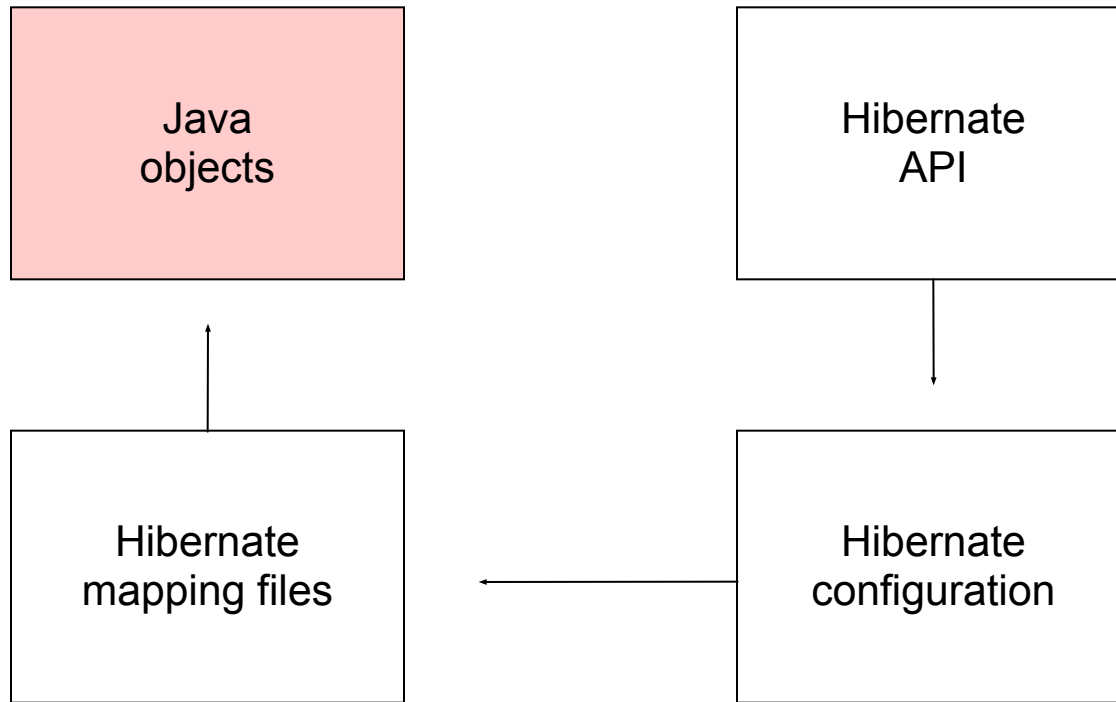 Java
objects
Hibernate
API
Hibernate
mapping files
Hibernate
configuration